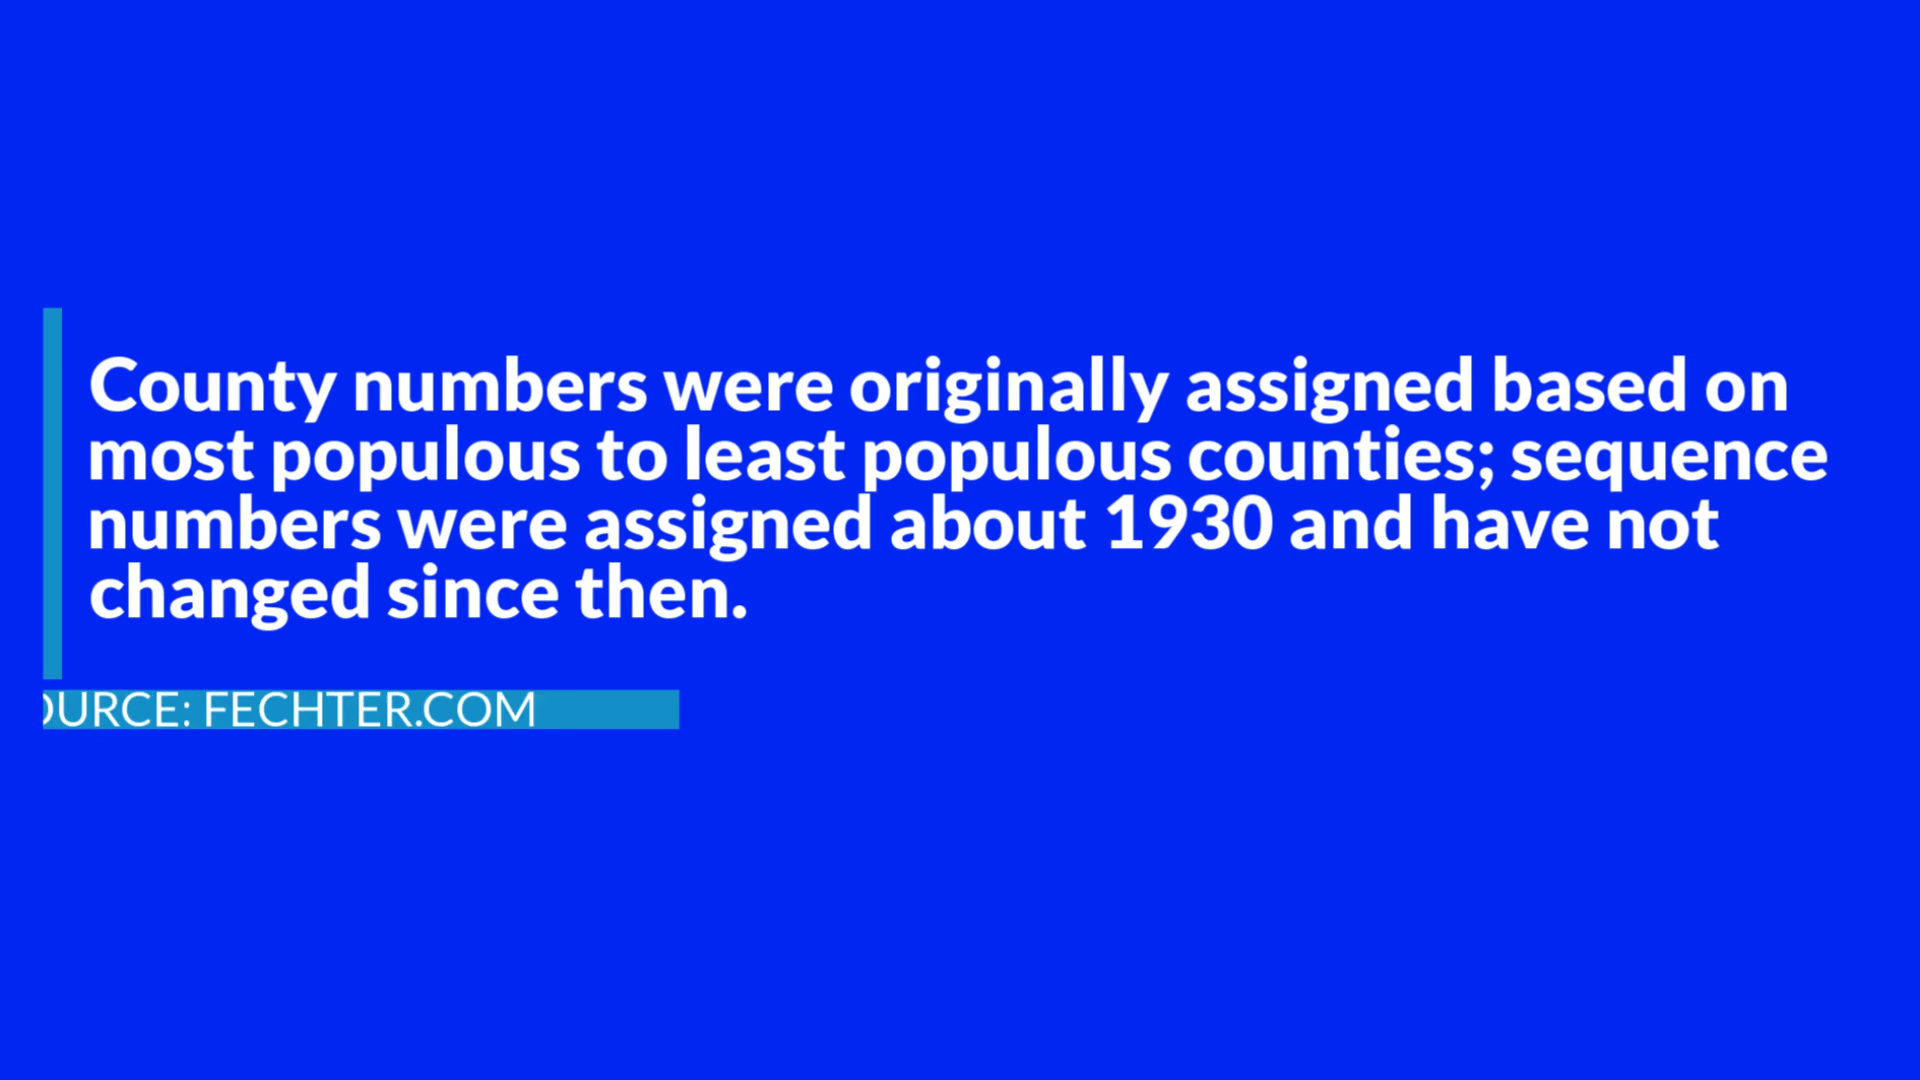 County numbers were originally assigned based on
most populous to least populous counties; sequence
numbers were assigned about 1930 and have not
changed since then.
OURCE: FECHTER.COM